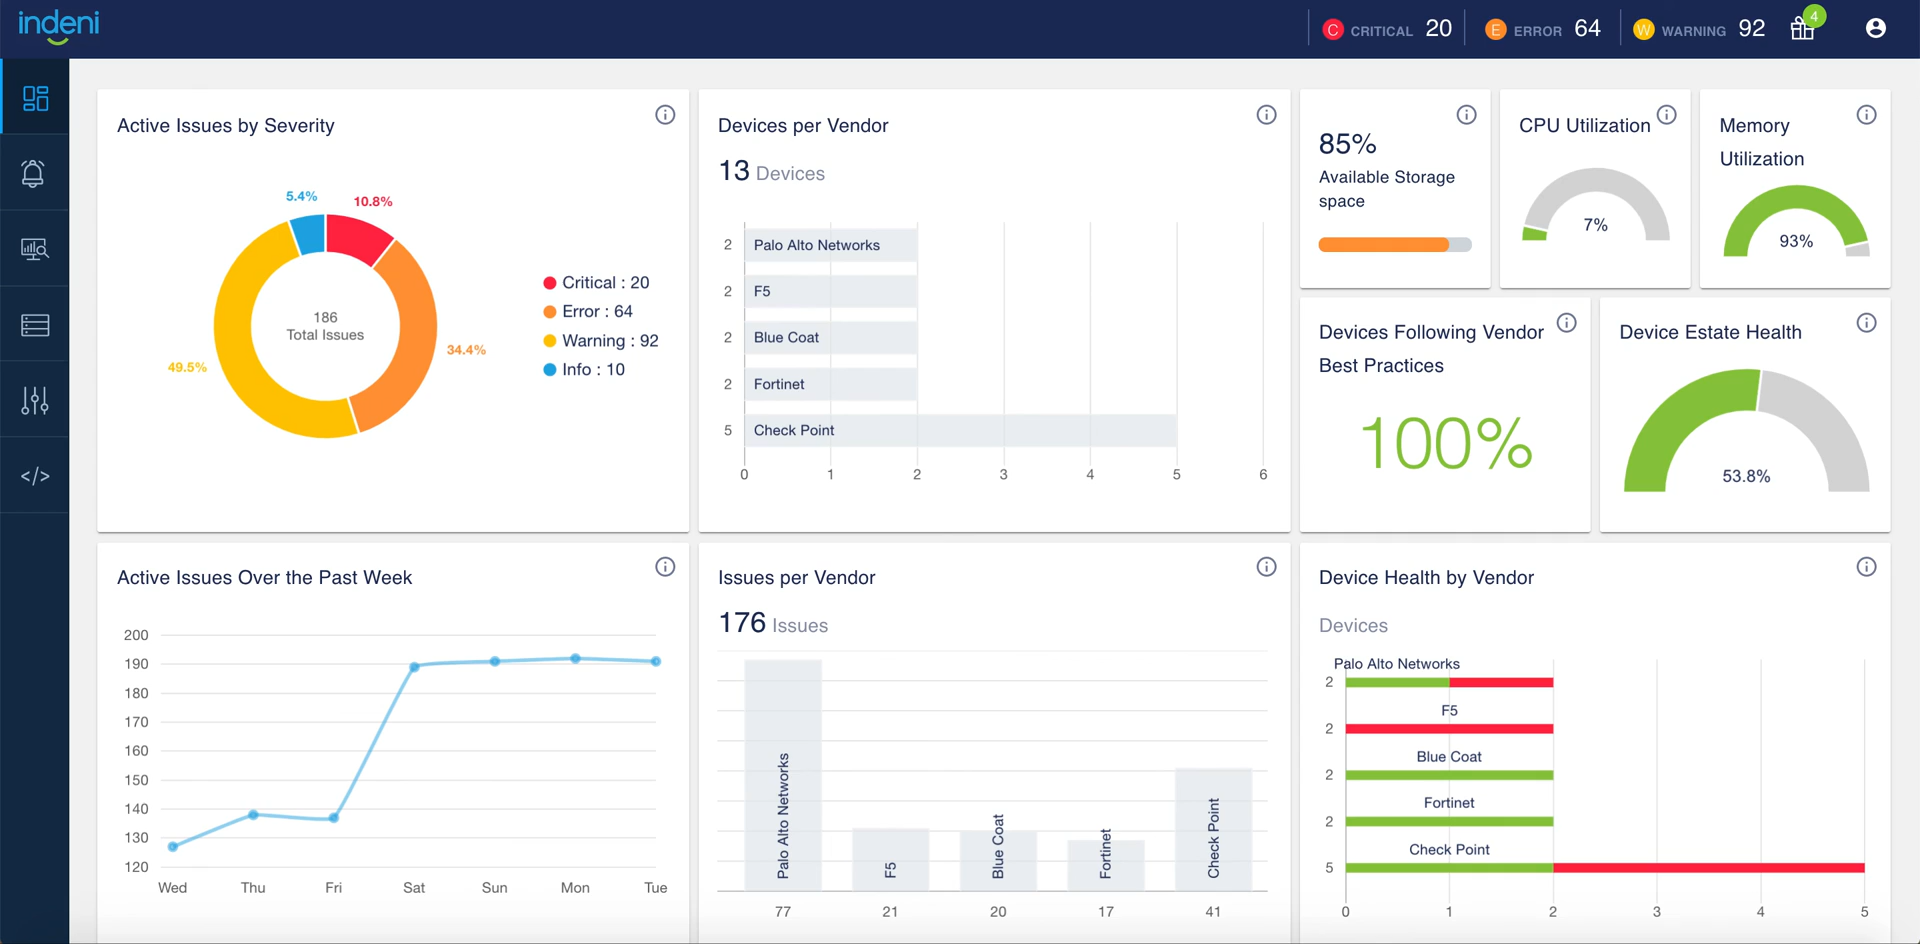 indeni
C CRITICAL 20
E ERROR 64
W WARNING 92
4
</>
Active Issues by Severity
5.4%
10.8%
34.4%
49.5%
186
Total Issues
Critical : 20
Error : 64
Warning : 92
Info : 10
Devices per Vendor
13 Devices
2 Palo Alto Networks
2 F5
2 Blue Coat
2 Fortinet
5 Check Point
0 1 2 3 4 5 6
85%
Available Storage
space
CPU Utilization
7%
Memory
Utilization
93%
Devices Following Vendor
Best Practices
100%
Device Estate Health
53.8%
Active Issues Over the Past Week
200
190
180
170
160
150
140
130
120
Wed Thu Fri Sat Sun Mon Tue
Issues per Vendor
176 Issues
Palo Alto Networks
F5
Blue Coat
Fortinet
Check Point
77 21 20 17 41
Device Health by Vendor
Devices
Palo Alto Networks
2
F5
2
Blue Coat
2
Fortinet
2
Check Point
5
0 1 2 3 4 5